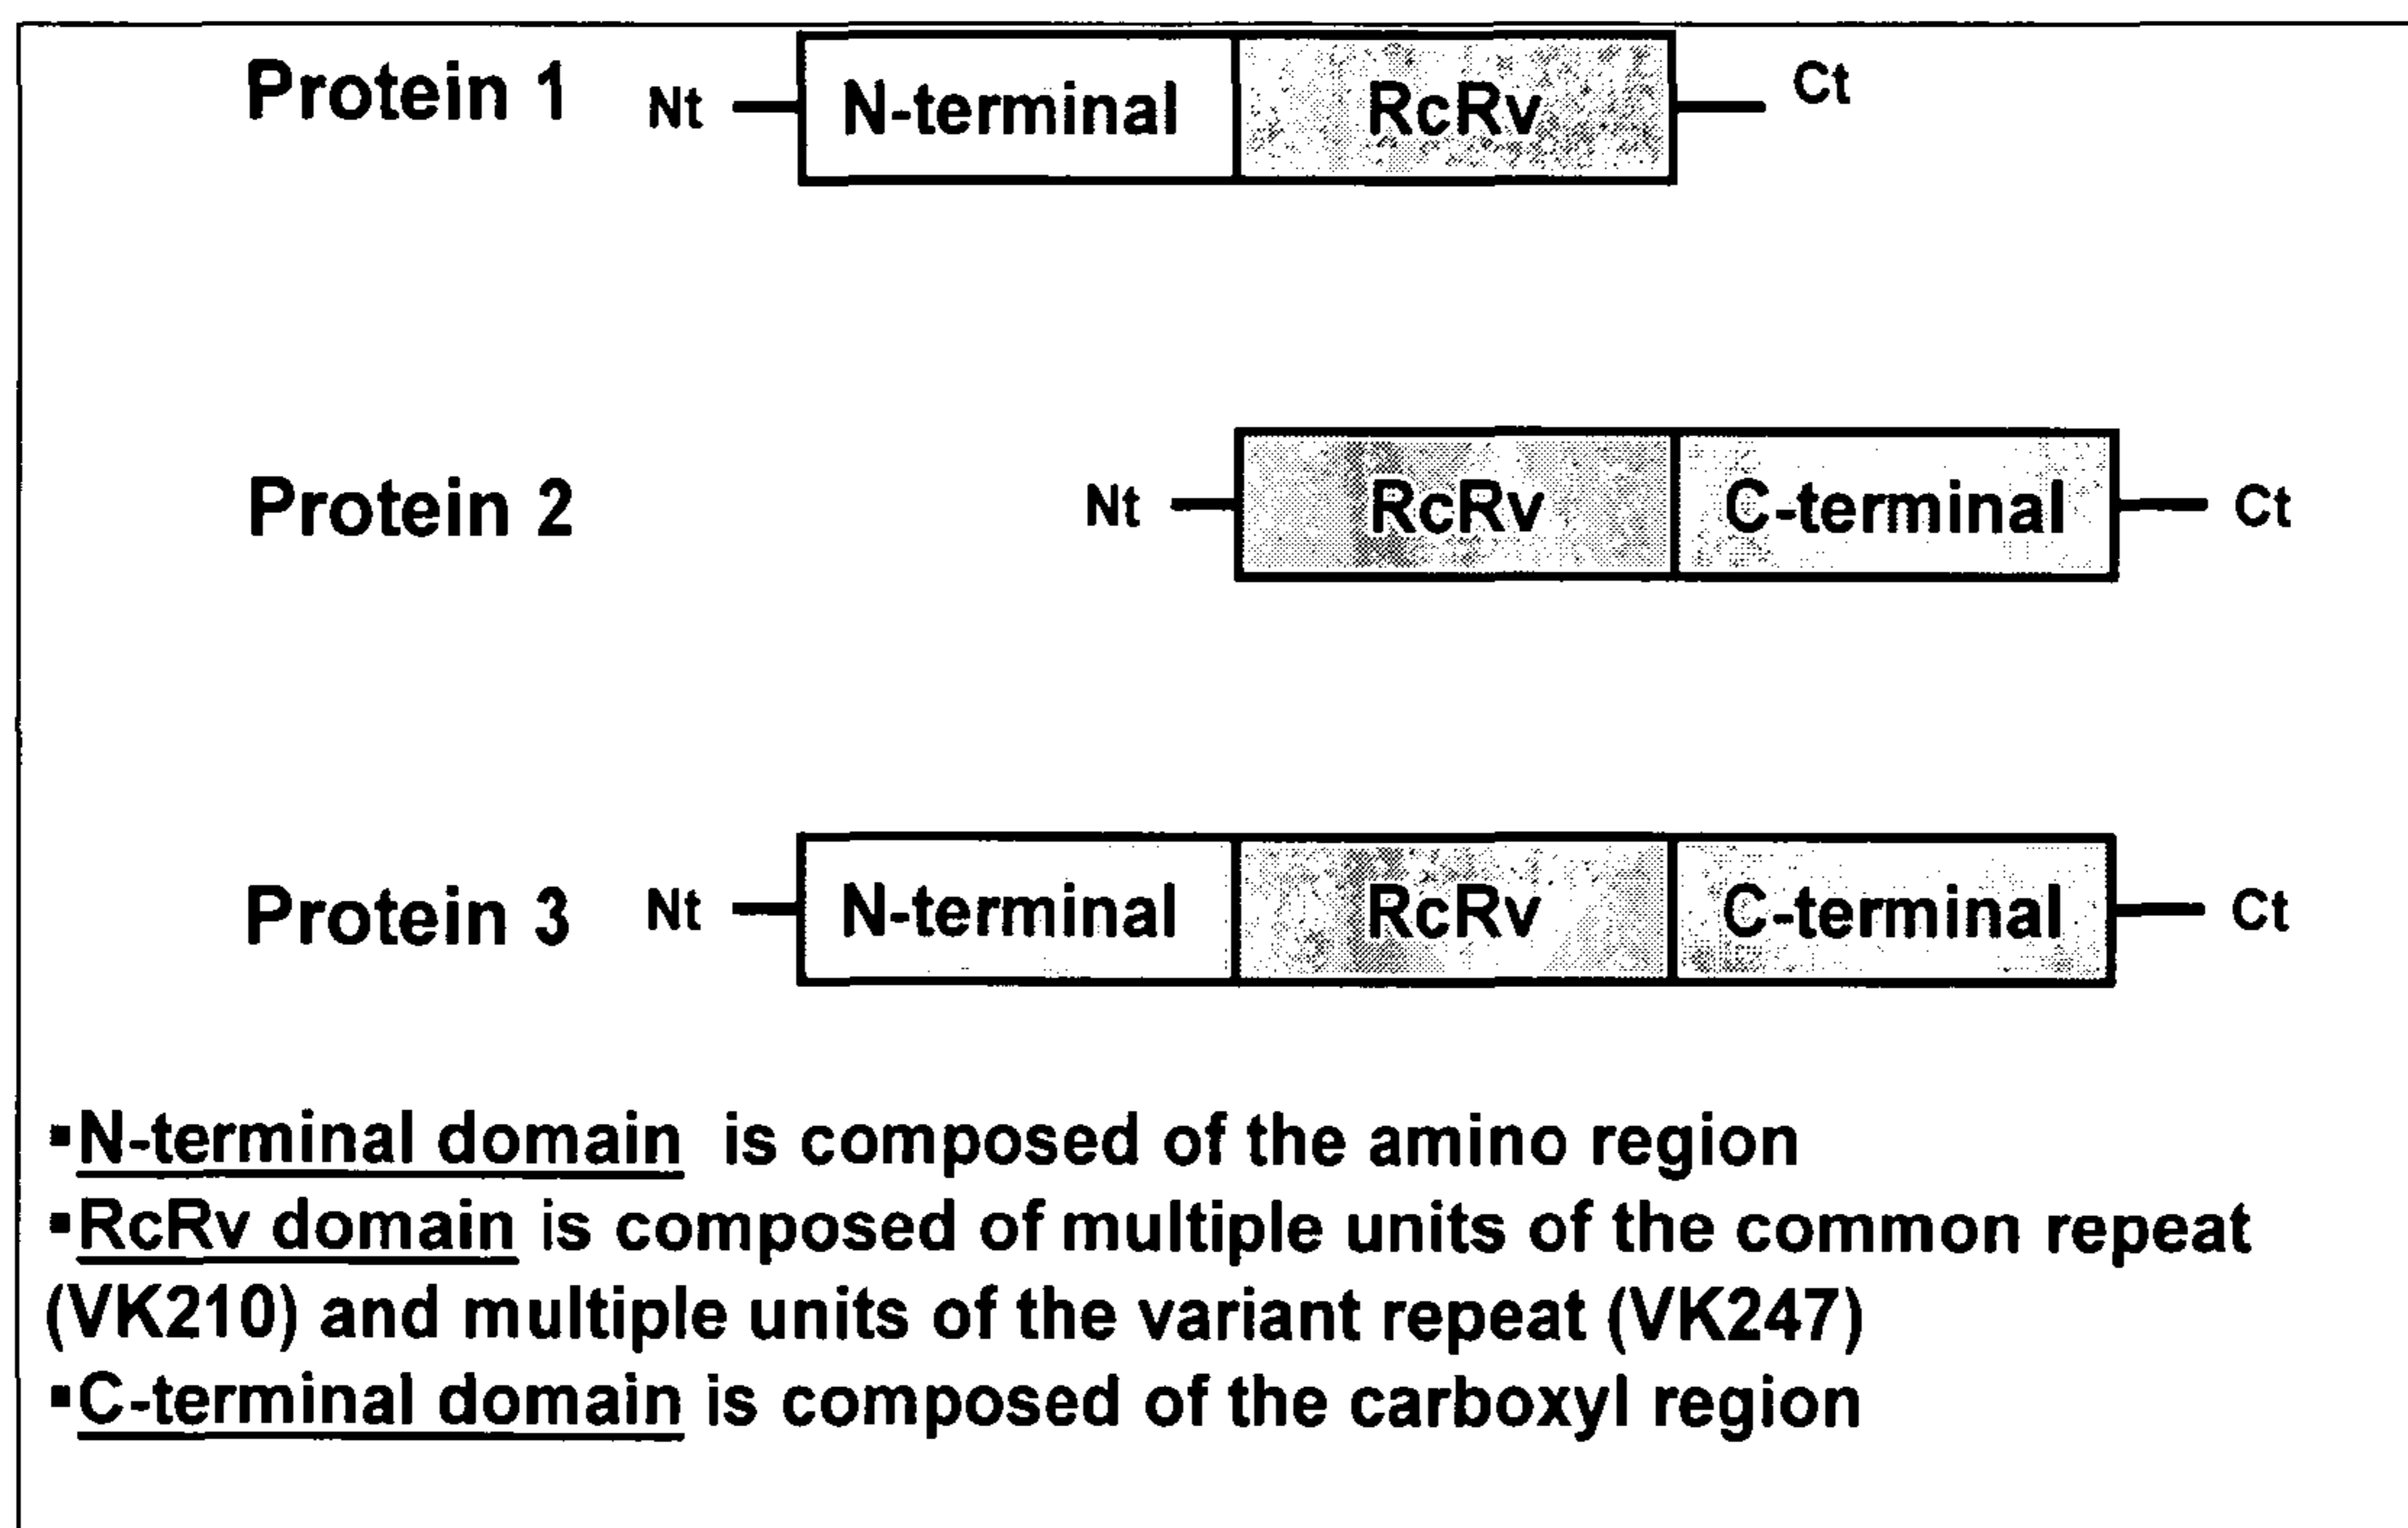 Protein 1 Nt N-terminal RcRv Ct
Protein 2 Nt RcRv C-terminal Ct
Protein 3 Nt N-terminal RcRv C-terminal Ct
▪N-terminal domain is composed of the amino region
▪RcRv domain is composed of multiple units of the common repeat
(VK210) and multiple units of the variant repeat (VK247)
▪C-terminal domain is composed of the carboxyl region